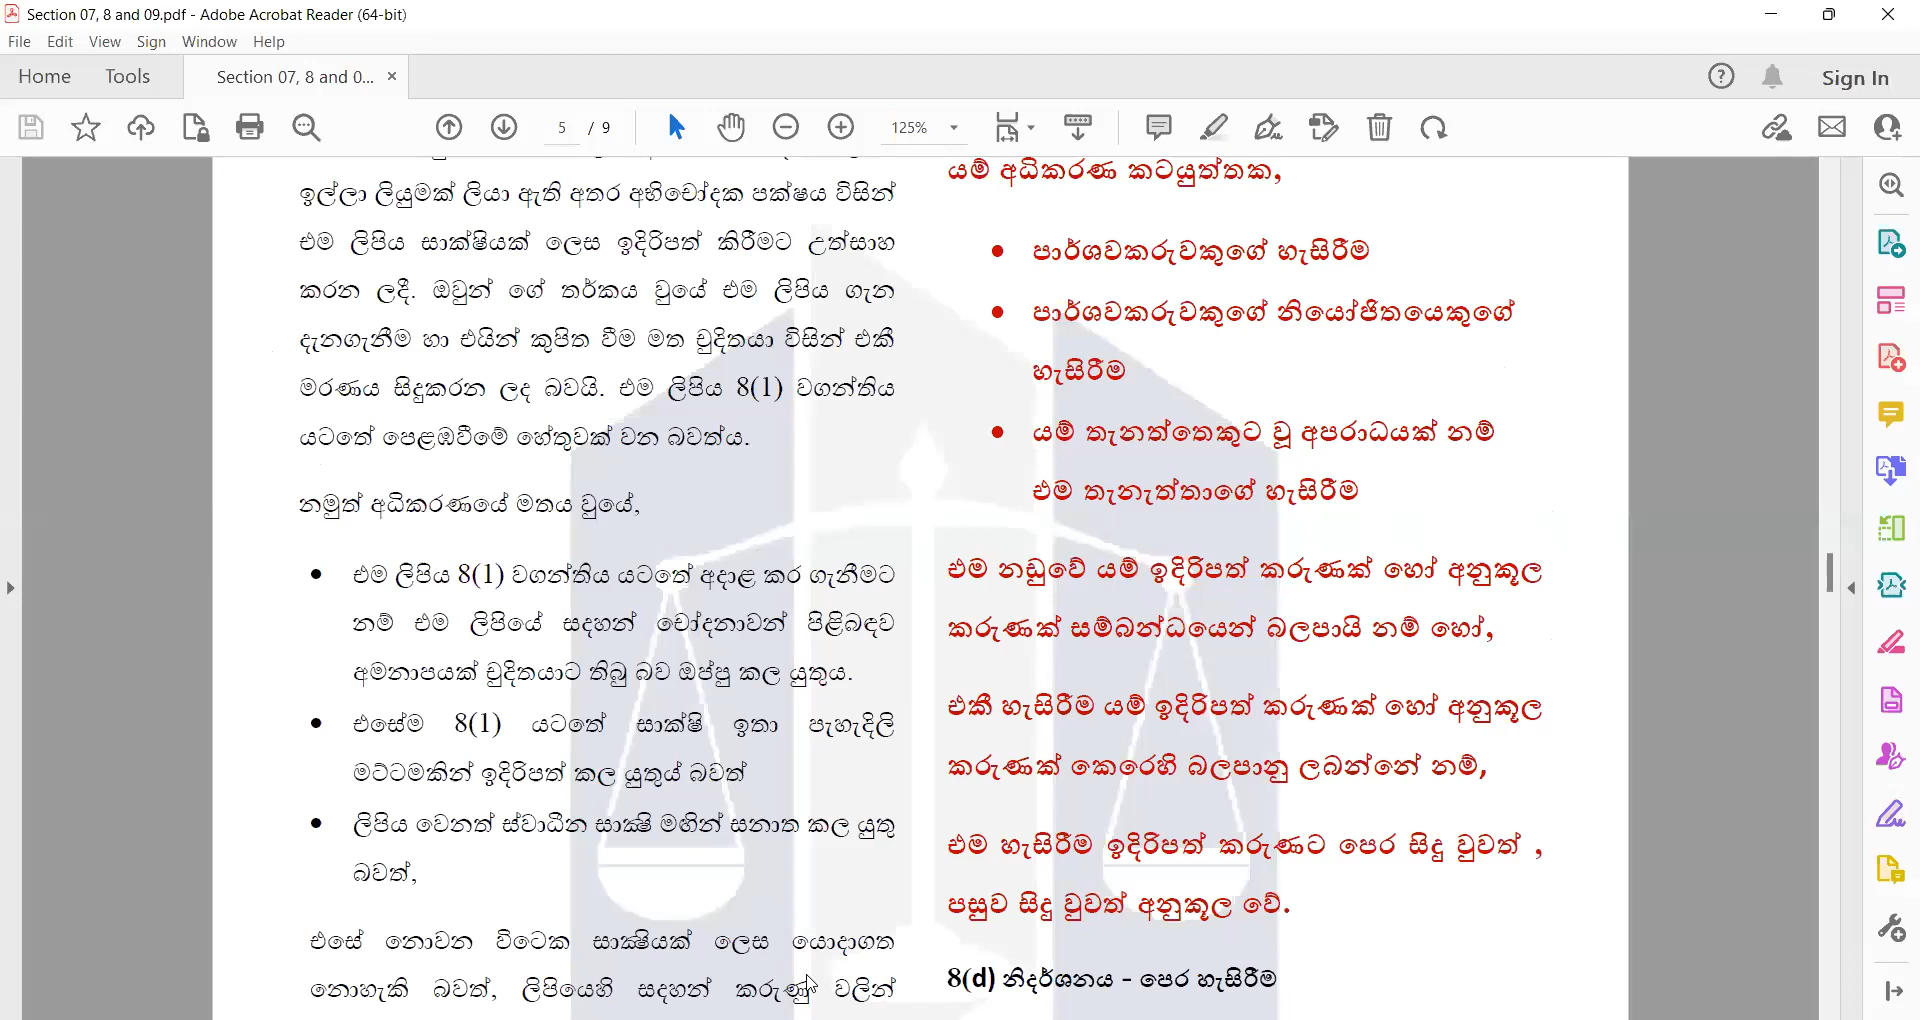 Section 07, 8 and 09.pdf - Adobe Acrobat Reader (64-bit)
File Edit View Sign Window Help
Home Tools Section 07, 8 and 0... × Sign In
5 / 9 125%
ඉල්ලා ලියුමක් ලියා ඇති අතර අභිචෝදක පක්ෂය විසින්
එම ලිපිය සාක්ෂියක් ලෙස ඉදිරිපත් කිරීමට උත්සාහ
කරන ලදී. ඔවුන් ගේ තර්කය වුයේ එම ලිපිය ගැන
දැනගැනීම හා එයින් කුපිත වීම මත චුදිතයා විසින් එකී
මරණය සිදුකරන ලද බවයි. එම ලිපිය 8(1) වගන්තිය
යටතේ පෙළඹවීමේ හේතුවක් වන බවත්ය.
නමුත් අධිකරණයේ මතය වුයේ,
• එම ලිපිය 8(1) වගන්තිය යටතේ අදාළ කර ගැනීමට
නම් එම ලිපියේ සඳහන් චෝදනාවන් පිළිබඳව
අමනාපයක් චුදිතයාට තිබු බව ඔප්පු කල යුතුය.
• එසේම 8(1) යටතේ සාක්ෂි ඉතා පැහැදිලි
මට්ටමකින් ඉදිරිපත් කල යුතුය් බවත්
• ලිපිය වෙනත් ස්වාධීන සාක්‍ෂි මඟින් සනාත කල යුතු
බවත්,
එසේ නොවන විටෙක සාක්‍ෂියක් ලෙස යොදාගත
නොහැකි බවත්, ලිපියෙහි සඳහන් කරුණු වලින්
යම් අධිකරණ කටයුත්තක,
• පාර්ශවකරුවකුගේ හැසිරීම
• පාර්ශවකරුවකුගේ නියෝජිතයෙකුගේ
හැසිරීම
• යම් තැනත්තෙකුට වූ අපරාධයක් නම්
එම තැනැත්තාගේ හැසිරීම
එම නඩුවේ යම් ඉදිරිපත් කරුණක් හෝ අනුකූල
කරුණක් සම්බන්ධයෙන් බලපායි නම් හෝ,
එකී හැසිරීම යම් ඉදිරිපත් කරුණක් හෝ අනුකූල
කරුණක් කෙරෙහි බලපානු ලබන්නේ නම්,
එම හැසිරීම ඉදිරිපත් කරුණට පෙර සිදු වුවත් ,
පසුව සිදු වුවත් අනුකූල වේ.
8(d) නිදර්ශනය - පෙර හැසිරීම